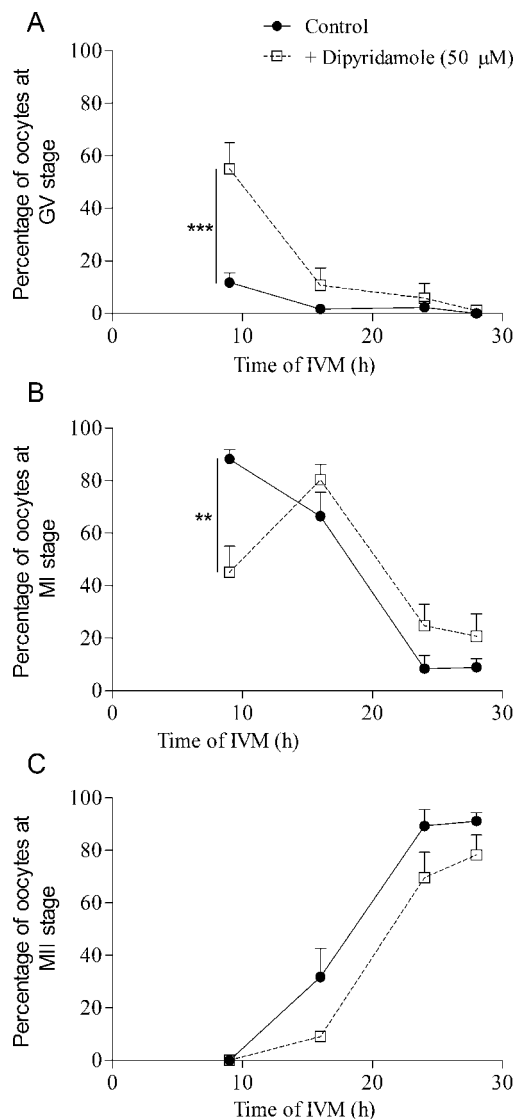 A
Control
+ Dipyridamole (50 μM)
Percentage of oocytes at
GV stage
100
80
60
40
20
0
***
0
10
20
30
Time of IVM (h)
B
Percentage of oocytes at
MI stage
100
80
60
40
20
0
**
0
10
20
30
Time of IVM (h)
C
Percentage of oocytes at
MII stage
100
80
60
40
20
0
0
10
20
30
Time of IVM (h)